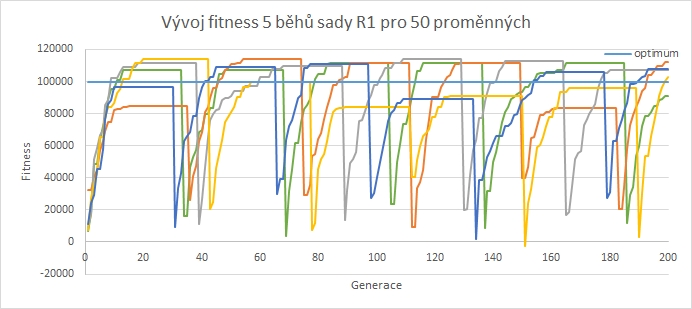 Vývoj fitness 5 běhů sady R1 pro 50 proměnných
optimum
120000
100000
80000
60000
40000
20000
0
-20000
Fitness
0 20 40 60 80 100 120 140 160 180 200
Generace